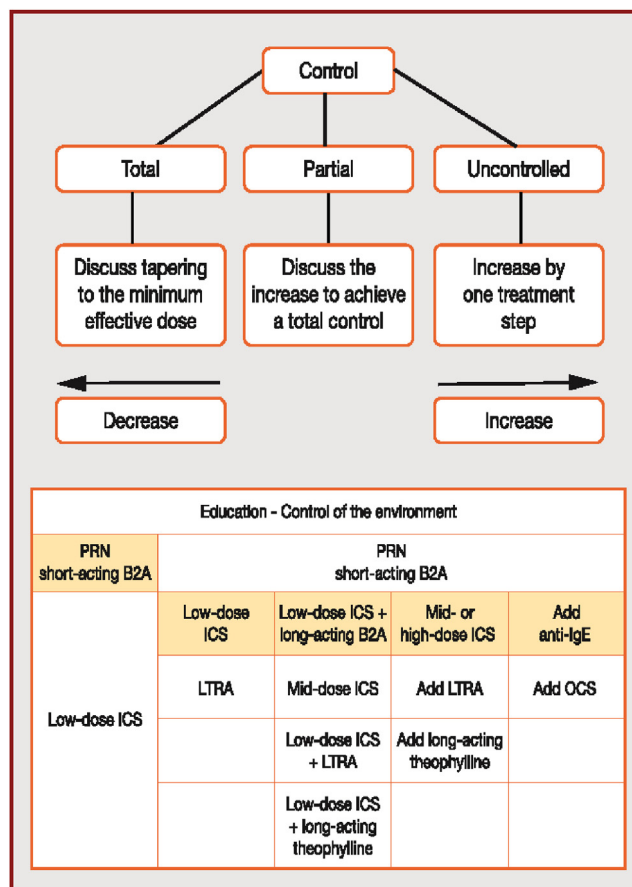 Control
Total
Partial
Uncontrolled
Discuss tapering
to the minimum
effective dose
Discuss the
increase to achieve
a total control
Increase by
one treatment
step
Decrease
Increase
Education - Control of the environment
PRN
short-acting B2A
PRN
short-acting B2A
Low-dose
ICS
Low-dose ICS +
long-acting B2A
Mid- or
high-dose ICS
Add
anti-IgE
Low-dose ICS
LTRA
Mid-dose ICS
Add LTRA
Add OCS
Low-dose ICS
+ LTRA
Add long-acting
theophylline
Low-dose ICS
+ long-acting
theophylline